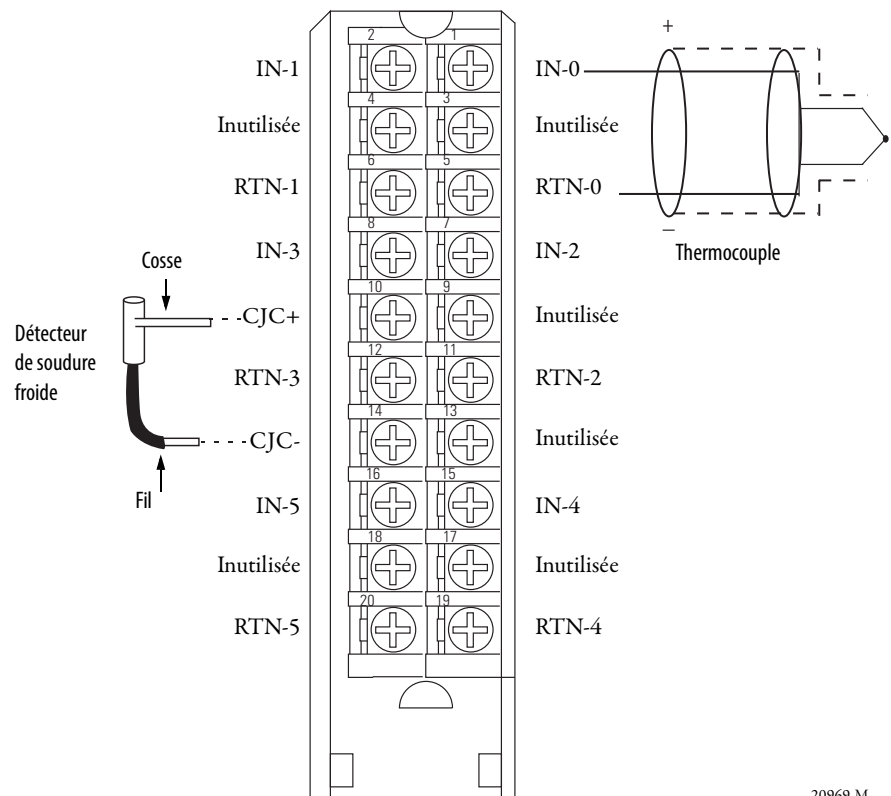 +
2 1
IN-1 IN-0
4 3
Inutilisée Inutilisée
6 5
RTN-1 RTN-0
–
8 7
IN-3 IN-2
Thermocouple
Cosse
10 9
CJC+ Inutilisée
Détecteur
de soudure
froide
12 11
RTN-3 RTN-2
14 13
CJC- Inutilisée
Fil
16 15
IN-5 IN-4
18 17
Inutilisée Inutilisée
20 19
RTN-5 RTN-4
20969-M